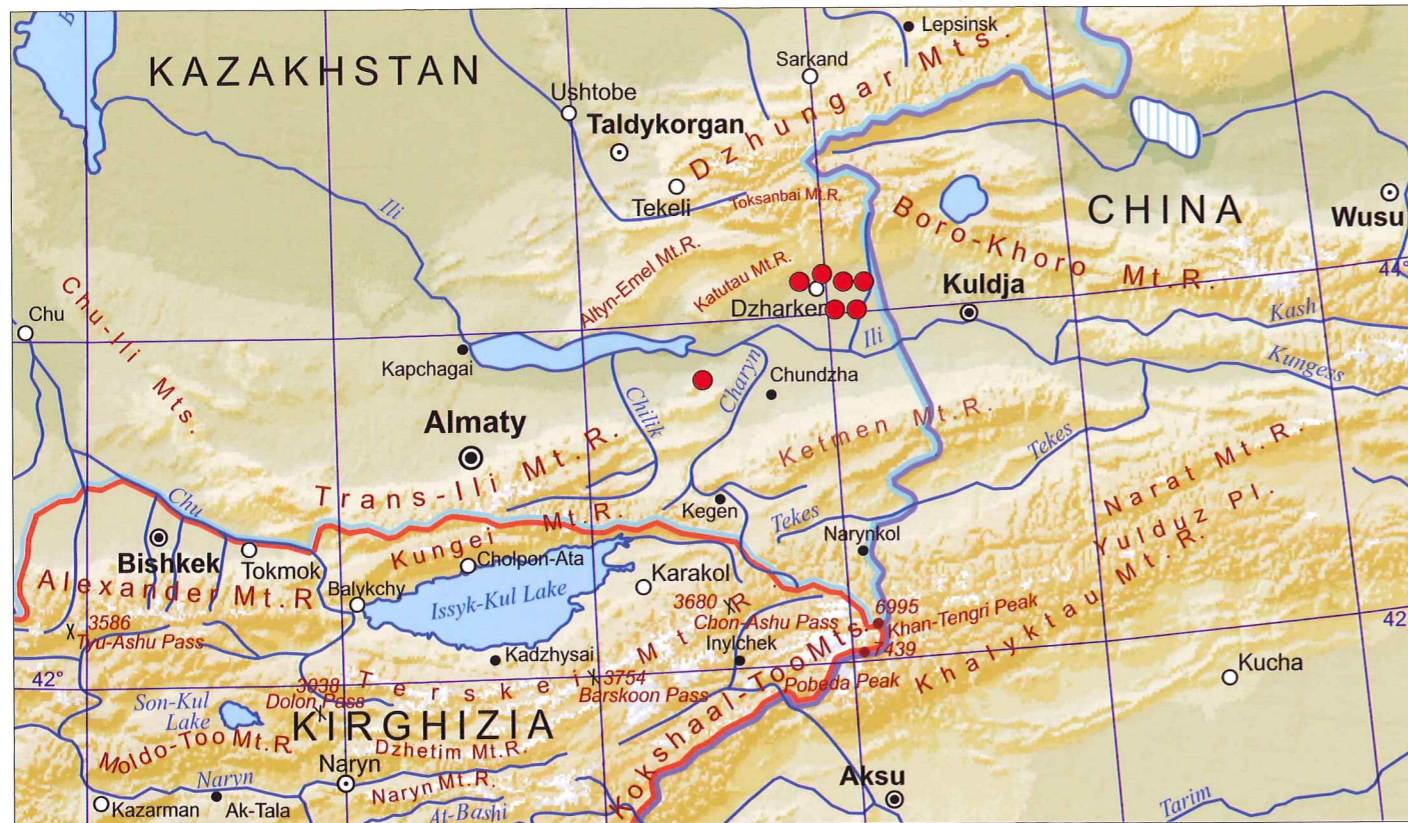 Lepsinsk
KAZAKHSTAN
Sarkand
Ushtobe
Taldykorgan
Dzhungar Mts.
Tekeli
Toksanbai Mt.R.
CHINA
Wusu
Boro-Khoro Mt.R.
Ili
Altyn-Emel Mt.R.
Katutau Mt.R.
44°
Kuldja
Dzharken
Chu-Ili Mts.
Chu
Kash
Ili
Kungess
Kapchagai
Charyn
Chundzha
Chilik
Almaty
Ketmen Mt.R.
Tekes
Trans-Ili Mt.R.
Narat Mt.R.
Chu
Kegen
Tekes
Yulduz Pl.
Kungei Mt.R.
Narynkol
Bishkek
Tokmok
Cholpon-Ata
Khalyktau Mt.R.
Alexander Mt.R
Balykchy
Issyk-Kul Lake
Karakol
3680
Chon-Ashu Pass
6995
Khan-Tengri Peak
42°
3586
Tyu-Ashu Pass
Kadzhysai
Inylchek
7439
Pobeda Peak
Kucha
42°
Terskei Mt.R.
3754
Barskoon Pass
3038
Dolon Pass
Son-Kul
Lake
KIRGHIZIA
Kokshaal-Too Mts.
Moldo-Too Mt.R
Dzhetim Mt.R.
Naryn
Naryn
Naryn Mt.R.
Aksu
Kazarman
Ak-Tala
At-Bashi
Tarim